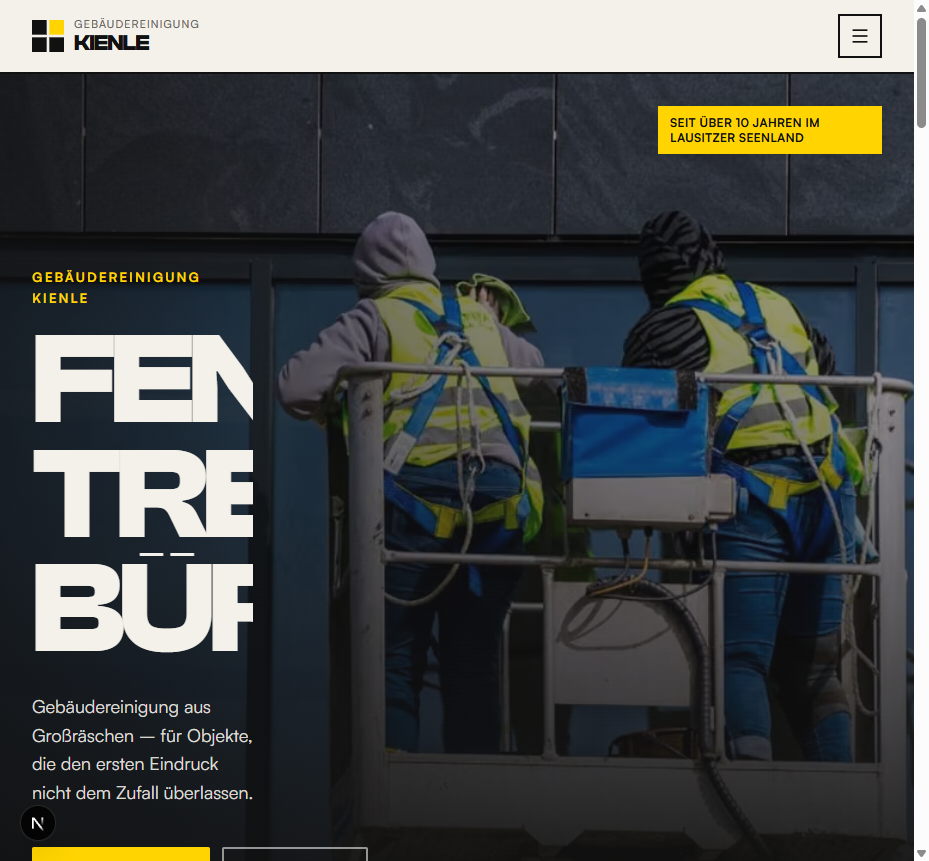 GEBÄUDEREINIGUNG
KIENLE
SEIT ÜBER 10 JAHREN IM
LAUSITZER SEENLAND
GEBÄUDEREINIGUNG
KIENLE
FEN
TRE
BÜR
Gebäudereinigung aus
Großräschen — für Objekte,
die den ersten Eindruck
nicht dem Zufall überlassen.
N